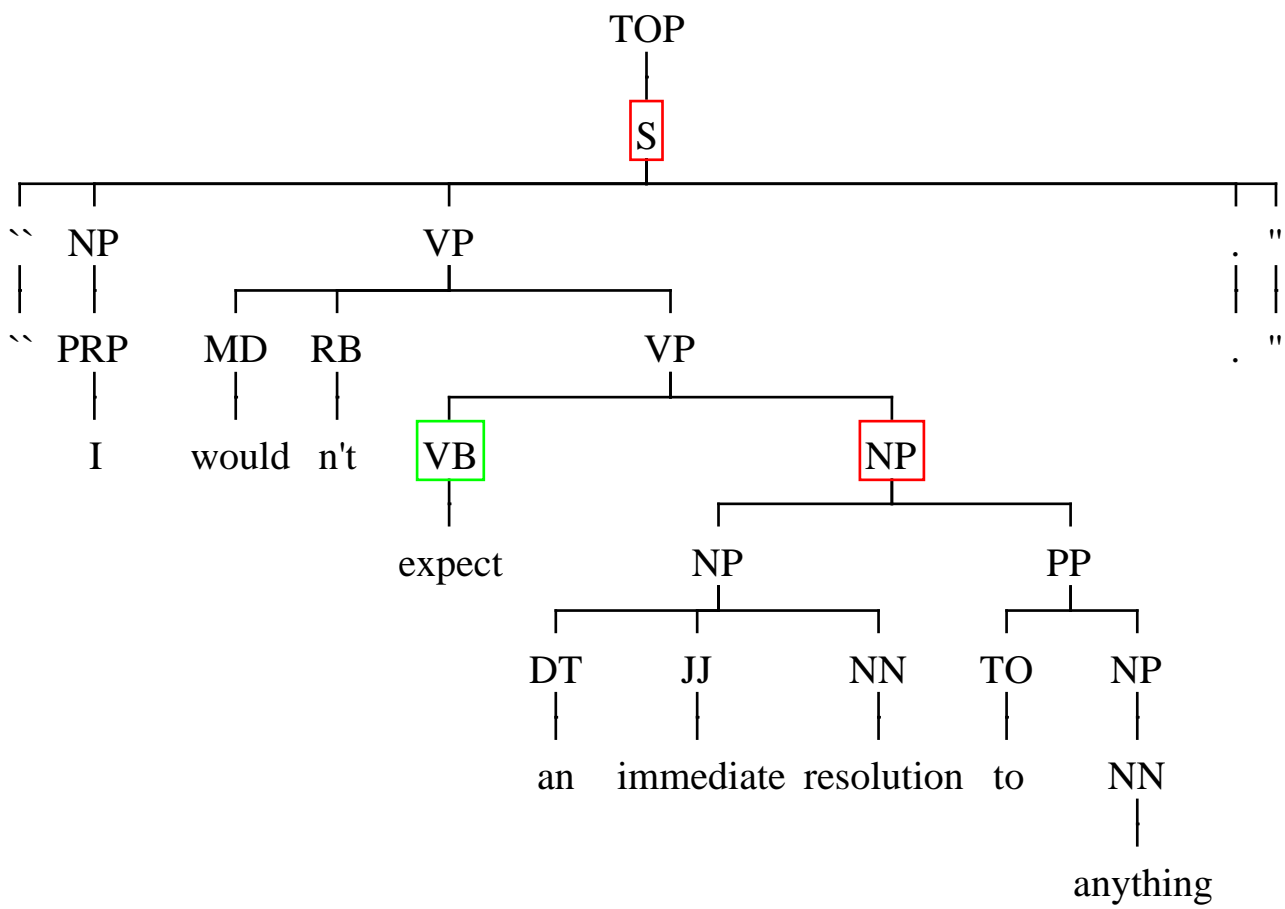 TOP
S
`` NP VP . "
`` PRP MD RB VP . "
I would n't VB NP
expect NP PP
DT JJ NN TO NP
an immediate resolution to NN
anything